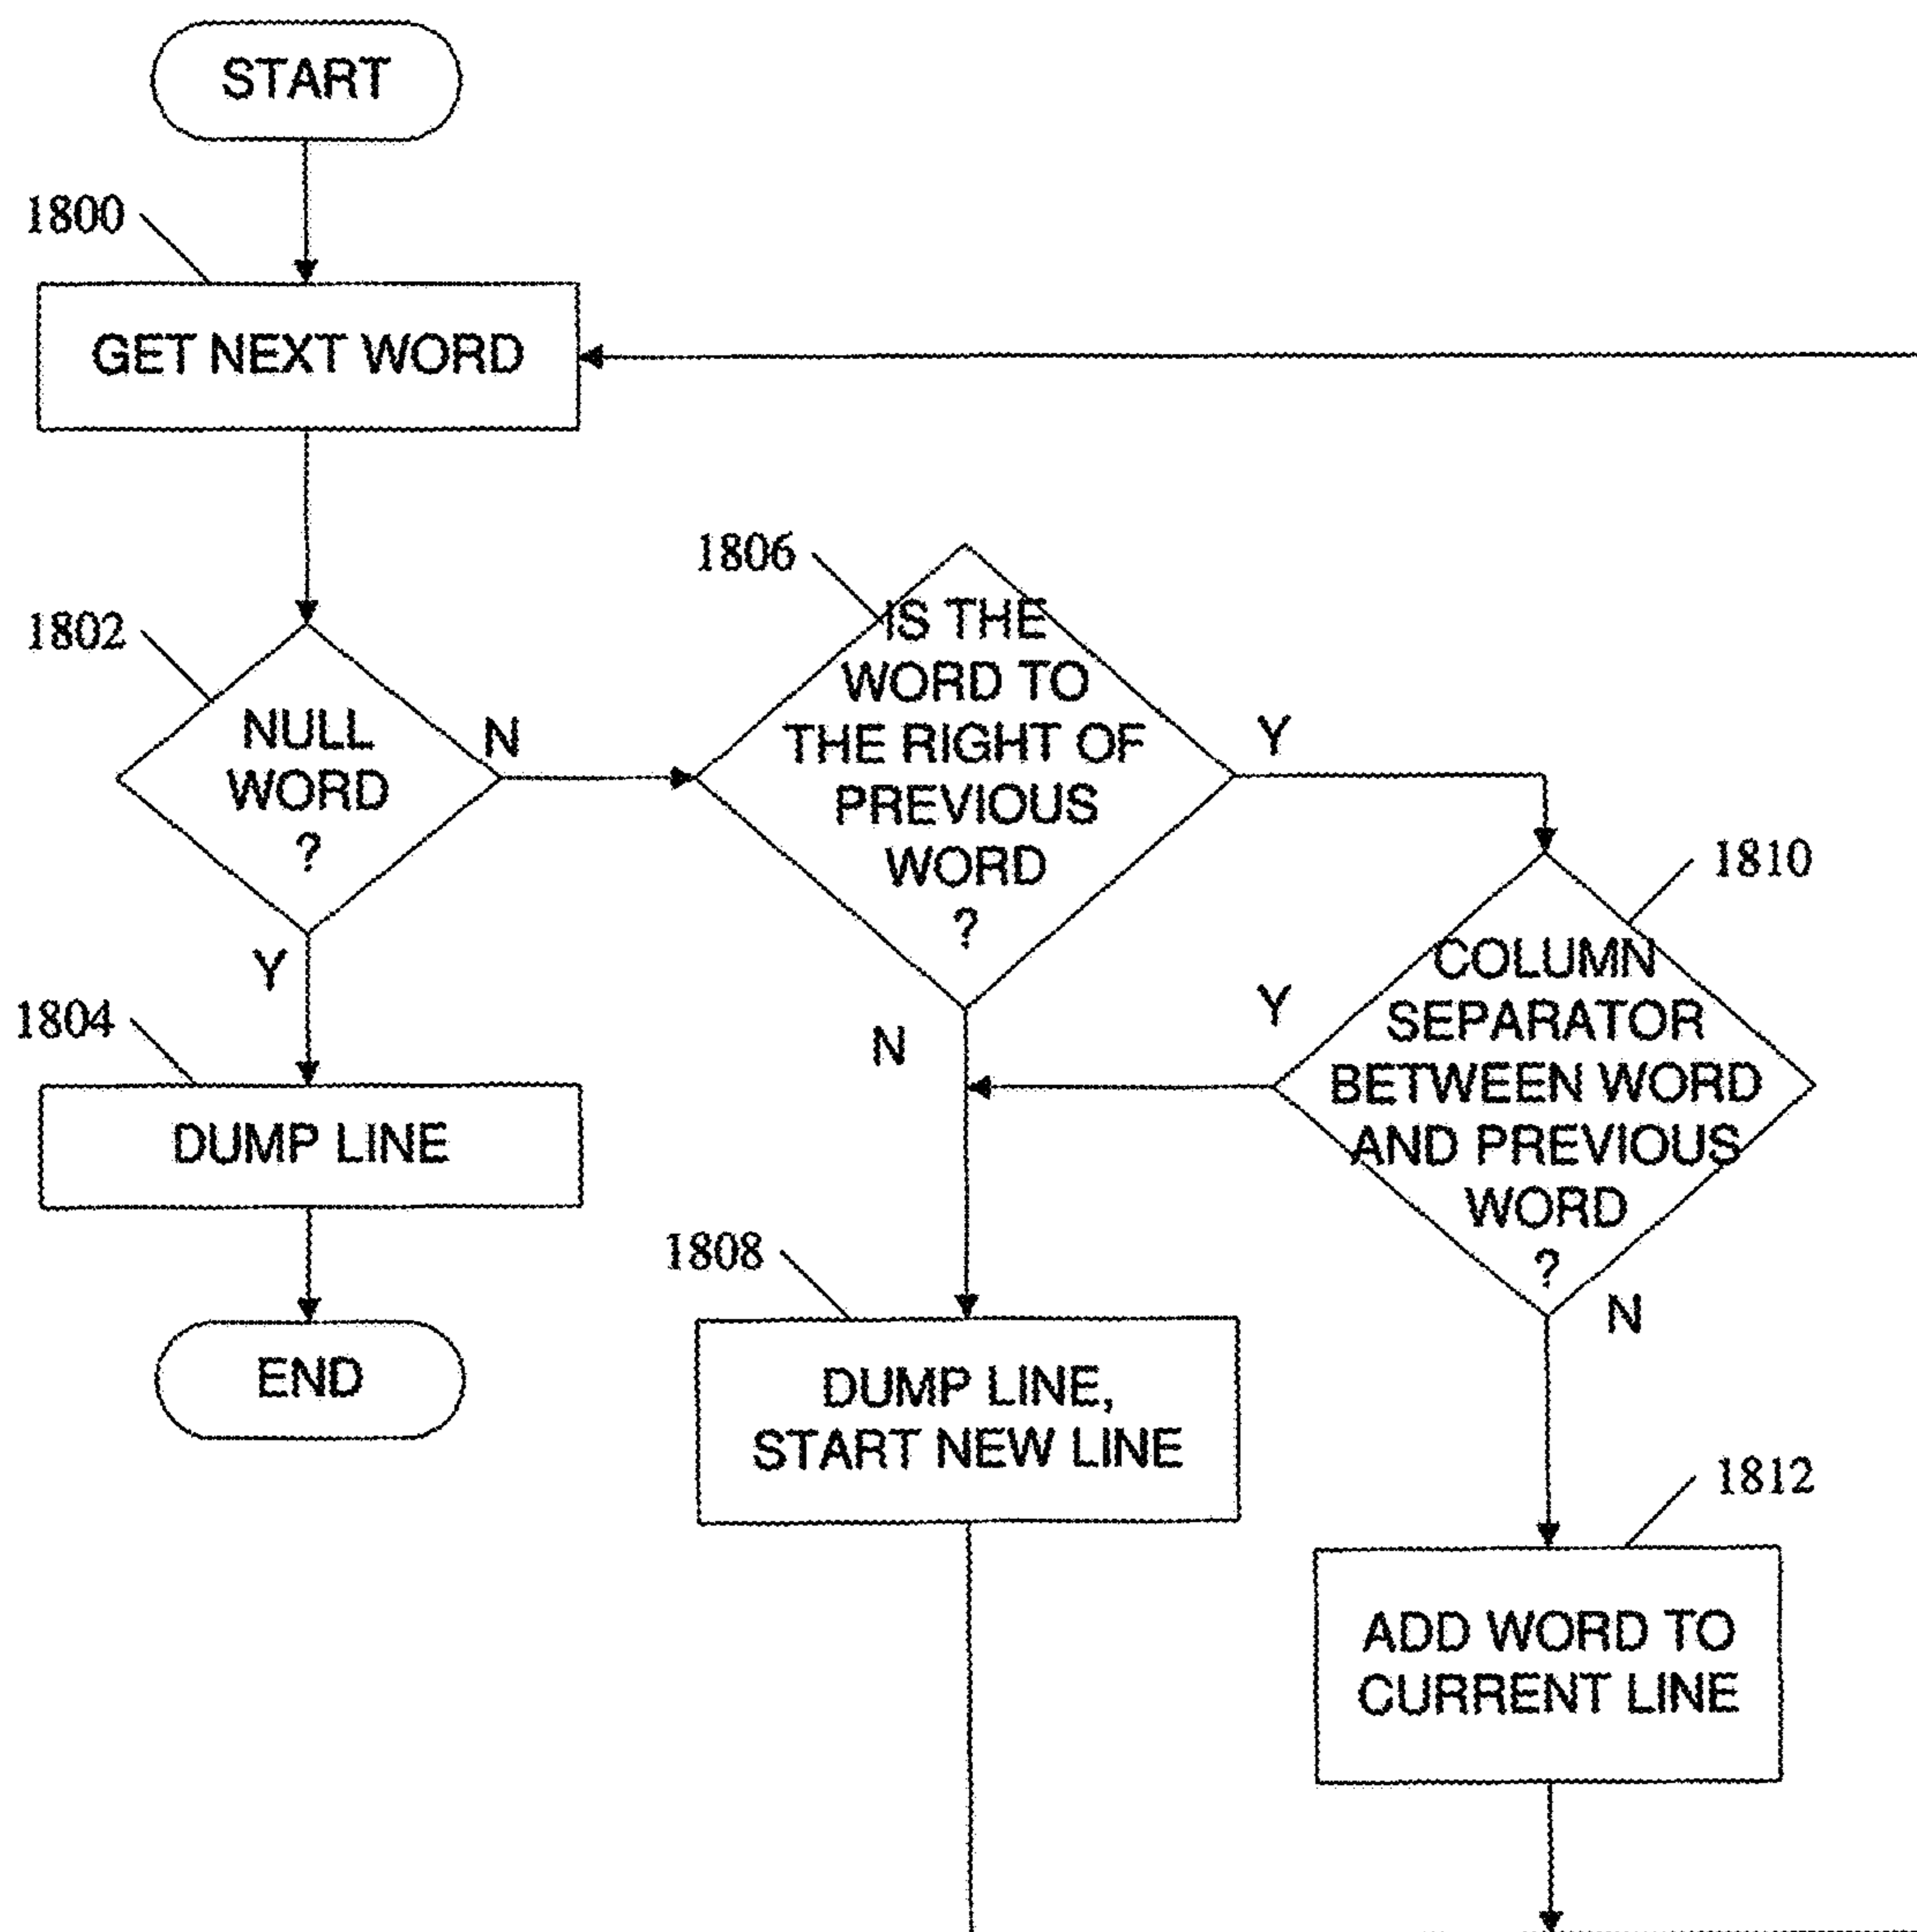 START
1800
GET NEXT WORD
1802
NULL
WORD
?
N
Y
1804
DUMP LINE
END
1806
IS THE
WORD TO
THE RIGHT OF
PREVIOUS
WORD
?
Y
N
1808
DUMP LINE,
START NEW LINE
1810
COLUMN
SEPARATOR
BETWEEN WORD
AND PREVIOUS
WORD
?
Y
N
1812
ADD WORD TO
CURRENT LINE